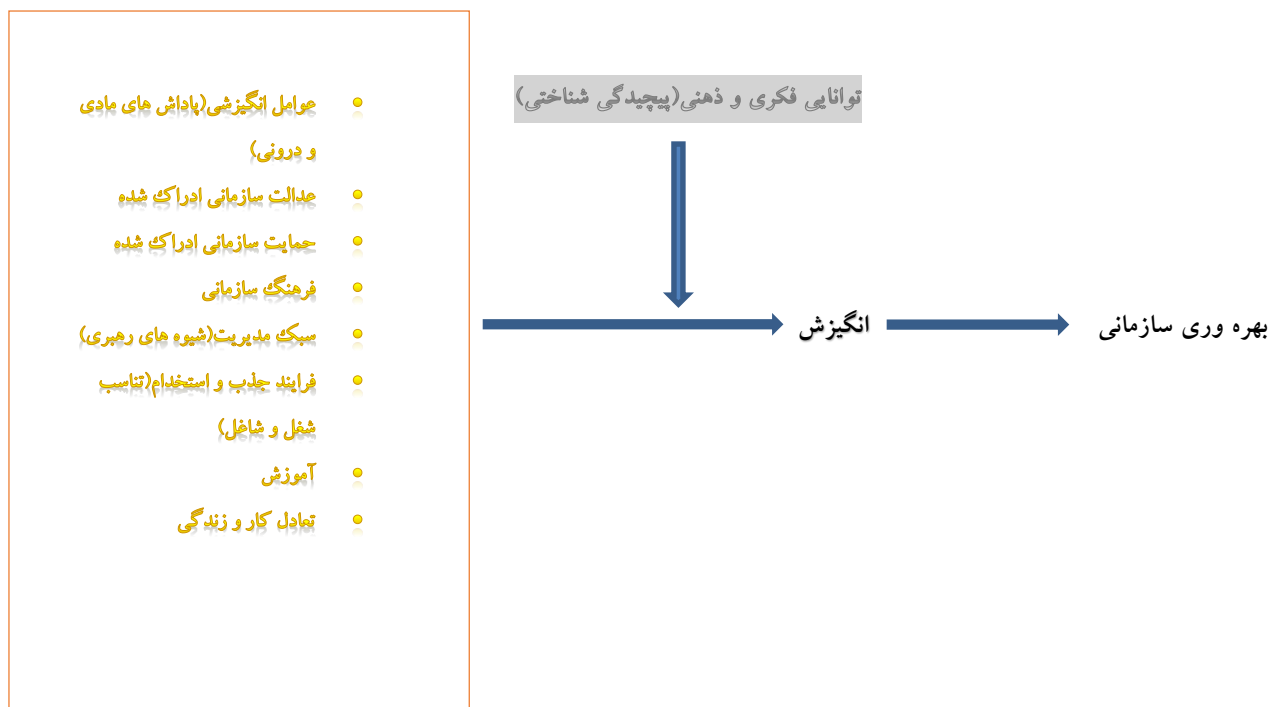 عوامل انگیزشی(پاداش های مادی
و درونی)
عدالت سازمانی ادراک شده
حمایت سازمانی ادراک شده
فرهنگ سازمانی
سبک مدیریت(شیوه های رهبری)
فرایند جذب و استخدام(تناسب
شغل و شاغل)
آموزش
تعادل کار و زندگی
توانایی فکری و ذهنی(پیچیدگی شناختی)
انگیزش
بهره وری سازمانی